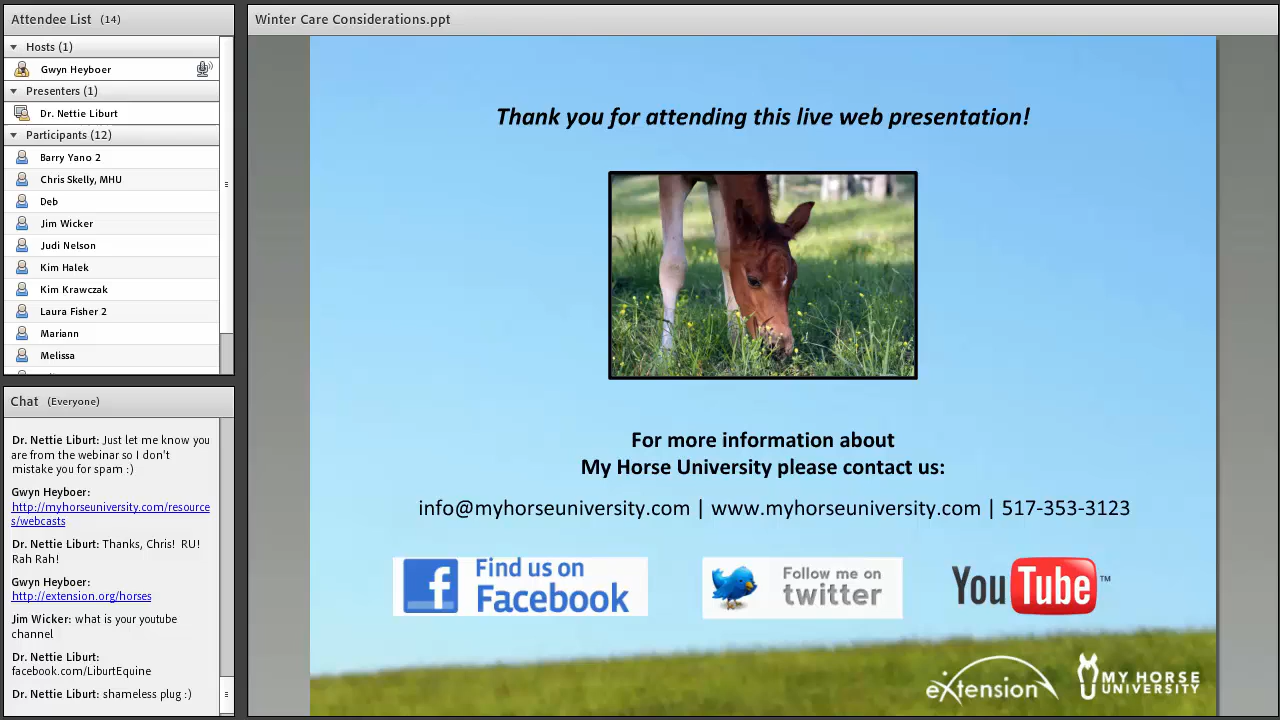 Attendee List (14)
Hosts (1)
Gwyn Heyboer
Presenters (1)
Dr. Nettie Liburt
Participants (12)
Barry Yano 2
Chris Skelly, MHU
Deb
Jim Wicker
Judi Nelson
Kim Halek
Kim Krawczak
Laura Fisher 2
Mariann
Melissa
Chat (Everyone)
Dr. Nettie Liburt: Just let me know you
are from the webinar so I don't
mistake you for spam :)
Gwyn Heyboer:
http://myhorseuniversity.com/resource
s/webcasts
Dr. Nettie Liburt: Thanks, Chris! RU!
Rah Rah!
Gwyn Heyboer:
http://extension.org/horses
Jim Wicker: what is your youtube
channel
Dr. Nettie Liburt:
facebook.com/LiburtEquine
Dr. Nettie Liburt: shameless plug :)
Winter Care Considerations.ppt
Thank you for attending this live web presentation!
For more information about
My Horse University please contact us:
info@myhorseuniversity.com | www.myhorseuniversity.com | 517-353-3123
f Find us on
Facebook
Follow me on
twitter
YouTube™
eXtension
MY HORSE
UNIVERSITY